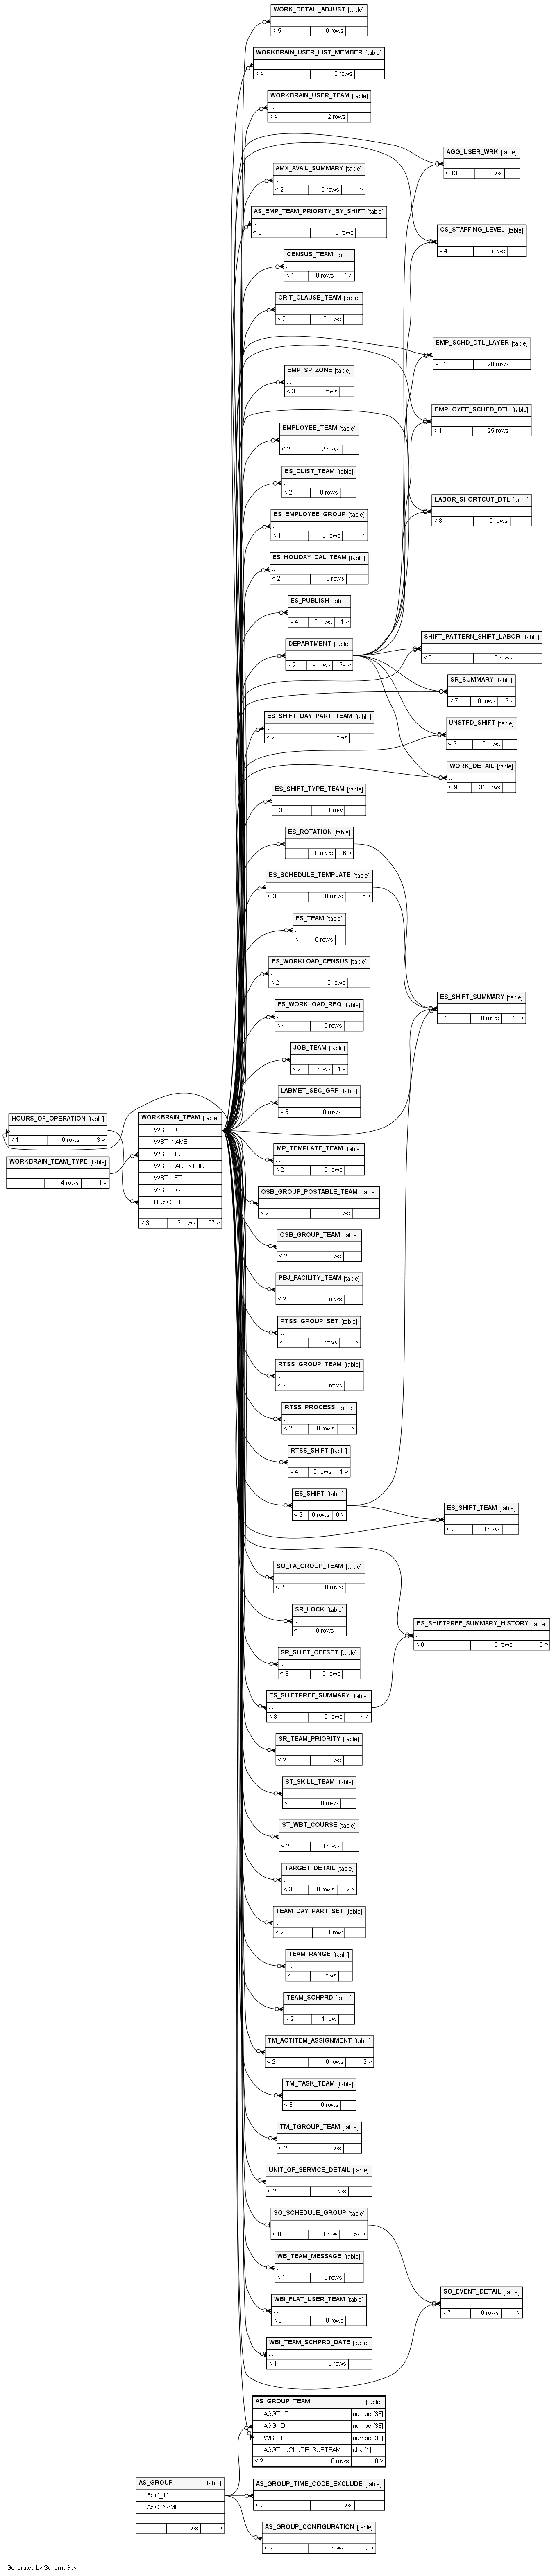 WORK_DETAIL_ADJUST [table]
...
< 5 0 rows
WORKBRAIN_USER_LIST_MEMBER [table]
...
< 4 0 rows
WORKBRAIN_USER_TEAM [table]
...
< 4 2 rows
AGG_USER_WRK [table]
...
< 13 0 rows
AMX_AVAIL_SUMMARY [table]
...
< 2 0 rows 1 >
AS_EMP_TEAM_PRIORITY_BY_SHIFT [table]
...
< 5 0 rows
CS_STAFFING_LEVEL [table]
...
< 4 0 rows
CENSUS_TEAM [table]
...
< 1 0 rows 1 >
CRIT_CLAUSE_TEAM [table]
...
< 2 0 rows
EMP_SCHD_DTL_LAYER [table]
...
< 11 20 rows
EMP_SP_ZONE [table]
...
< 3 0 rows
EMPLOYEE_SCHED_DTL [table]
...
< 11 25 rows
EMPLOYEE_TEAM [table]
...
< 2 2 rows
ES_CLIST_TEAM [table]
...
< 2 0 rows
LABOR_SHORTCUT_DTL [table]
...
< 8 0 rows
ES_EMPLOYEE_GROUP [table]
...
< 1 0 rows 1 >
ES_HOLIDAY_CAL_TEAM [table]
...
< 2 0 rows
ES_PUBLISH [table]
...
< 4 0 rows 1 >
SHIFT_PATTERN_SHIFT_LABOR [table]
...
< 9 0 rows
DEPARTMENT [table]
...
< 2 4 rows 24 >
SR_SUMMARY [table]
...
< 7 0 rows 2 >
ES_SHIFT_DAY_PART_TEAM [table]
...
< 2 0 rows
UNSTFD_SHIFT [table]
...
< 9 0 rows
WORK_DETAIL [table]
...
< 9 31 rows
ES_SHIFT_TYPE_TEAM [table]
...
< 3 1 row
ES_ROTATION [table]
...
< 3 0 rows 6 >
ES_SCHEDULE_TEMPLATE [table]
...
< 3 0 rows 6 >
ES_TEAM [table]
...
< 1 0 rows
ES_WORKLOAD_CENSUS [table]
...
< 2 0 rows
ES_SHIFT_SUMMARY [table]
...
< 10 0 rows 17 >
ES_WORKLOAD_REQ [table]
...
< 4 0 rows
JOB_TEAM [table]
...
< 2 0 rows 1 >
LABMET_SEC_GRP [table]
...
< 5 0 rows
HOURS_OF_OPERATION [table]
...
< 1 0 rows 3 >
WORKBRAIN_TEAM_TYPE [table]
...
4 rows 1 >
WORKBRAIN_TEAM [table]
WBT_ID
WBT_NAME
WBTT_ID
WBT_PARENT_ID
WBT_LFT
WBT_RGT
HRSOP_ID
...
< 3 3 rows 67 >
MP_TEMPLATE_TEAM [table]
...
< 2 0 rows
OSB_GROUP_POSTABLE_TEAM [table]
...
< 2 0 rows
OSB_GROUP_TEAM [table]
...
< 2 0 rows
PBJ_FACILITY_TEAM [table]
...
< 2 0 rows
RTSS_GROUP_SET [table]
...
< 1 0 rows 1 >
RTSS_GROUP_TEAM [table]
...
< 2 0 rows
RTSS_PROCESS [table]
...
< 2 0 rows 5 >
RTSS_SHIFT [table]
...
< 4 0 rows 1 >
ES_SHIFT [table]
...
< 2 0 rows 6 >
ES_SHIFT_TEAM [table]
...
< 2 0 rows
SO_TA_GROUP_TEAM [table]
...
< 2 0 rows
SR_LOCK [table]
...
< 1 0 rows
ES_SHIFTPREF_SUMMARY_HISTORY [table]
...
< 9 0 rows 2 >
SR_SHIFT_OFFSET [table]
...
< 3 0 rows
ES_SHIFTPREF_SUMMARY [table]
...
< 8 0 rows 4 >
SR_TEAM_PRIORITY [table]
...
< 2 0 rows
ST_SKILL_TEAM [table]
...
< 2 0 rows
ST_WBT_COURSE [table]
...
< 2 0 rows
TARGET_DETAIL [table]
...
< 3 0 rows 2 >
TEAM_DAY_PART_SET [table]
...
< 2 1 row
TEAM_RANGE [table]
...
< 3 0 rows
TEAM_SCHPRD [table]
...
< 2 1 row
TM_ACTITEM_ASSIGNMENT [table]
...
< 2 0 rows 2 >
TM_TASK_TEAM [table]
...
< 3 0 rows
TM_TGROUP_TEAM [table]
...
< 2 0 rows
UNIT_OF_SERVICE_DETAIL [table]
...
< 2 0 rows
SO_SCHEDULE_GROUP [table]
...
< 8 1 row 59 >
WB_TEAM_MESSAGE [table]
...
< 1 0 rows
SO_EVENT_DETAIL [table]
...
< 7 0 rows 1 >
WBI_FLAT_USER_TEAM [table]
...
< 2 0 rows
WBI_TEAM_SCHPRD_DATE [table]
...
< 1 0 rows
AS_GROUP_TEAM [table]
ASGT_ID number[38]
ASG_ID number[38]
WBT_ID number[38]
ASGT_INCLUDE_SUBTEAM char[1]
< 2 0 rows 0 >
AS_GROUP [table]
ASG_ID
ASG_NAME
...
0 rows 3 >
AS_GROUP_TIME_CODE_EXCLUDE [table]
...
< 2 0 rows
AS_GROUP_CONFIGURATION [table]
...
< 2 0 rows 2 >
Generated by SchemaSpy